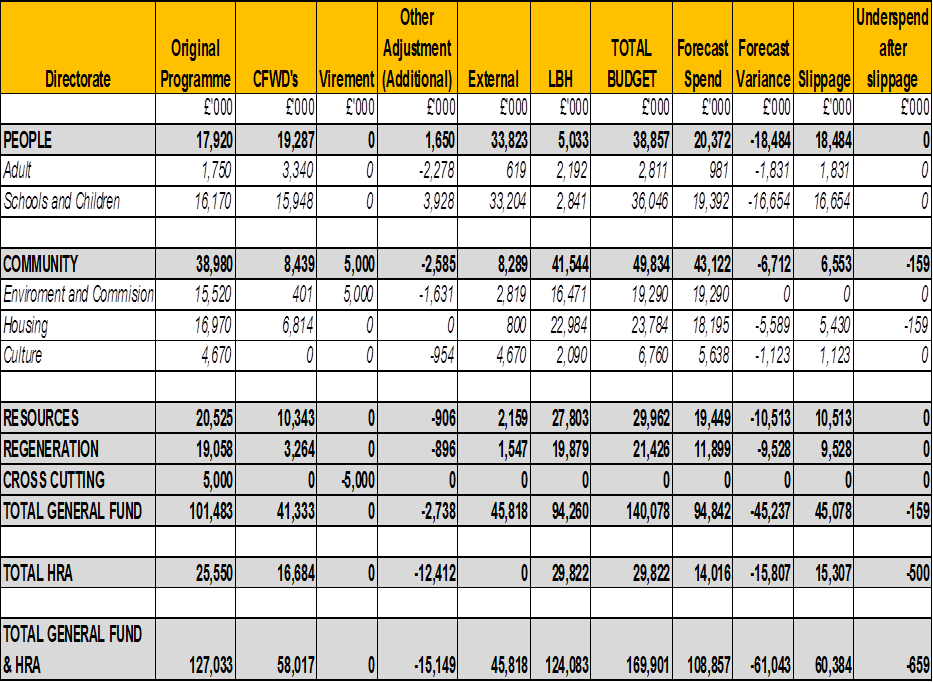 Directorate Original Programme CFWD's Virement Other Adjustment (Additional) External LBH TOTAL BUDGET Forecast Spend Forecast Variance Slippage Underspend after slippage
£'000 £'000 £'000 £'000 £'000 £'000 £'000 £'000 £'000 £'000 £'000
PEOPLE 17,920 19,287 0 1,650 33,823 5,033 38,857 20,372 -18,484 18,484 0
Adult 1,750 3,340 0 -2,278 619 2,192 2,811 981 -1,831 1,831 0
Schools and Children 16,170 15,948 0 3,928 33,204 2,841 36,046 19,392 -16,654 16,654 0
COMMUNITY 38,980 8,439 5,000 -2,585 8,289 41,544 49,834 43,122 -6,712 6,553 -159
Enviroment and Commision 15,520 401 5,000 -1,631 2,819 16,471 19,290 19,290 0 0 0
Housing 16,970 6,814 0 0 800 22,984 23,784 18,195 -5,589 5,430 -159
Culture 4,670 0 0 -954 4,670 2,090 6,760 5,638 -1,123 1,123 0
RESOURCES 20,525 10,343 0 -906 2,159 27,803 29,962 19,449 -10,513 10,513 0
REGENERATION 19,058 3,264 0 -896 1,547 19,879 21,426 11,899 -9,528 9,528 0
CROSS CUTTING 5,000 0 -5,000 0 0 0 0 0 0 0 0
TOTAL GENERAL FUND 101,483 41,333 0 -2,738 45,818 94,260 140,078 94,842 -45,237 45,078 -159
TOTAL HRA 25,550 16,684 0 -12,412 0 29,822 29,822 14,016 -15,807 15,307 -500
TOTAL GENERAL FUND
& HRA 127,033 58,017 0 -15,149 45,818 124,083 169,901 108,857 -61,043 60,384 -659